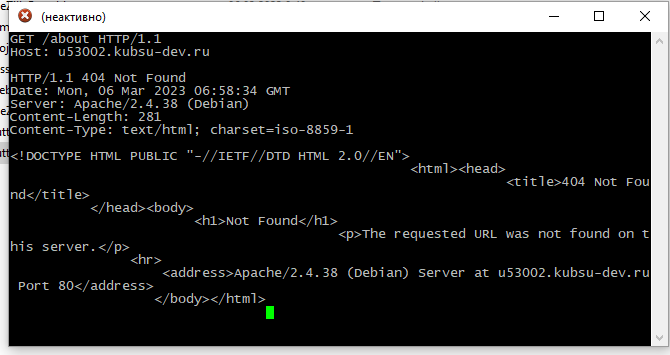 (неактивно)
GET /about HTTP/1.1
Host: u53002.kubsu-dev.ru
HTTP/1.1 404 Not Found
Date: Mon, 06 Mar 2023 06:58:34 GMT
Server: Apache/2.4.38 (Debian)
Content-Length: 281
Content-Type: text/html; charset=iso-8859-1
<!DOCTYPE HTML PUBLIC "-//IETF//DTD HTML 2.0//EN">
<html><head>
<title>404 Not Fou
nd</title>
</head><body>
<h1>Not Found</h1>
<p>The requested URL was not found on t
his server.</p>
<hr>
<address>Apache/2.4.38 (Debian) Server at u53002.kubsu-dev.ru
Port 80</address>
</body></html>